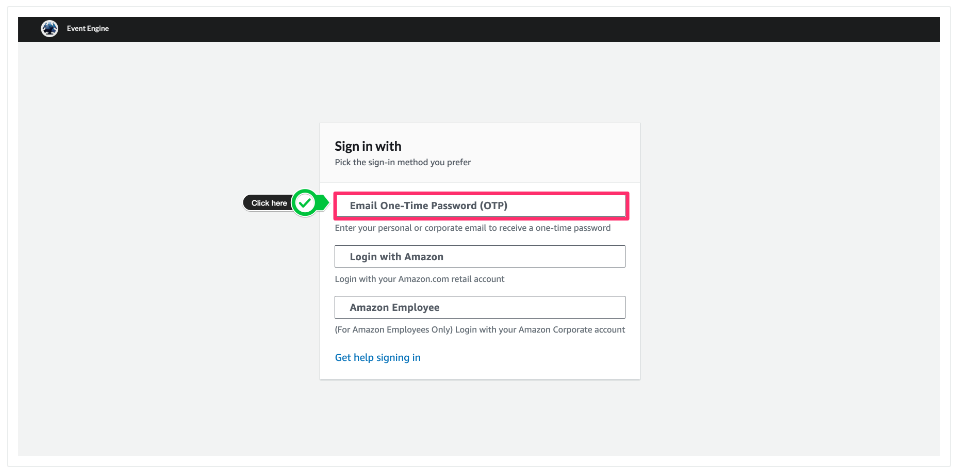 Event Engine
Sign in with
Pick the sign-in method you prefer
Click here
Email One-Time Password (OTP)
Enter your personal or corporate email to receive a one-time password
Login with Amazon
Login with your Amazon.com retail account
Amazon Employee
(For Amazon Employees Only) Login with your Amazon Corporate account
Get help signing in